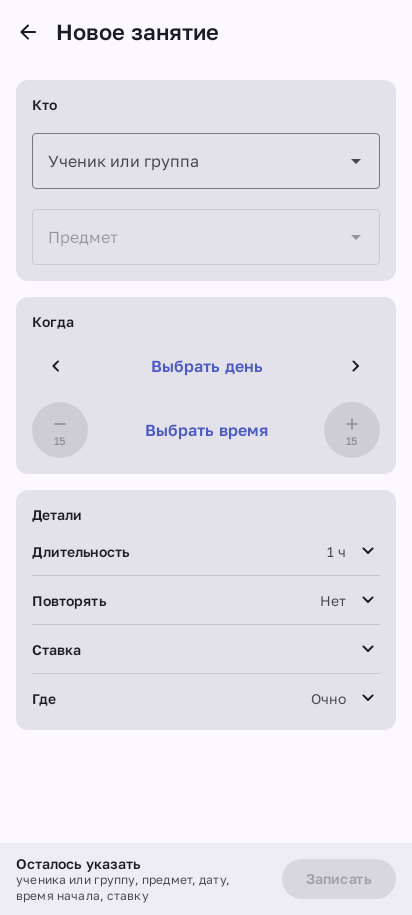 Новое занятие
Кто
Ученик или группа
Предмет
Когда
Выбрать день
− 15
Выбрать время
+ 15
Детали
Длительность 1 ч
Повторять Нет
Ставка
Где Очно
Осталось указать
ученика или группу, предмет, дату,
время начала, ставку
Записать